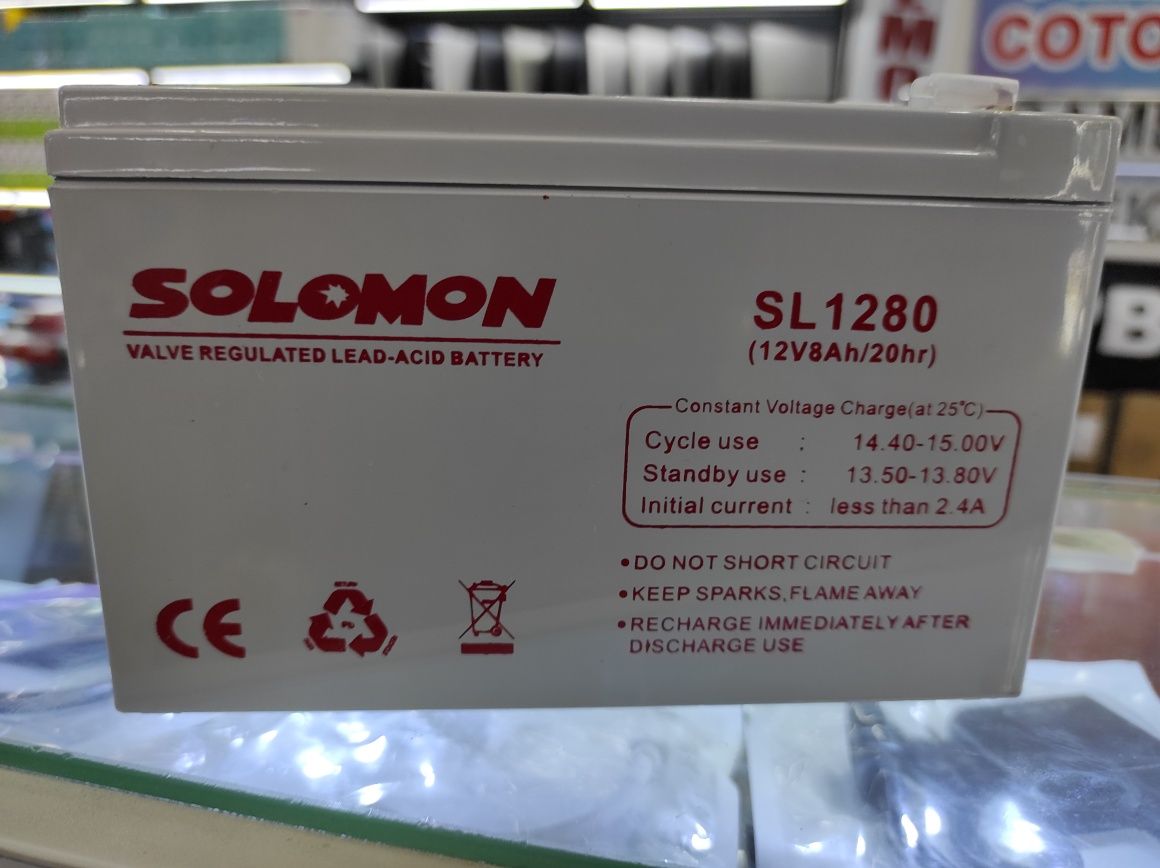 COTO
SOLOMON
VALVE REGULATED LEAD-ACID BATTERY
SL1280
(12V8Ah/20hr)
Constant Voltage Charge(at 25°C)
Cycle use : 14.40-15.00V
Standby use : 13.50-13.80V
Initial current : less than 2.4A
•DO NOT SHORT CIRCUIT
•KEEP SPARKS,FLAME AWAY
•RECHARGE IMMEDIATELY AFTER
DISCHARGE USE
CE
Pb